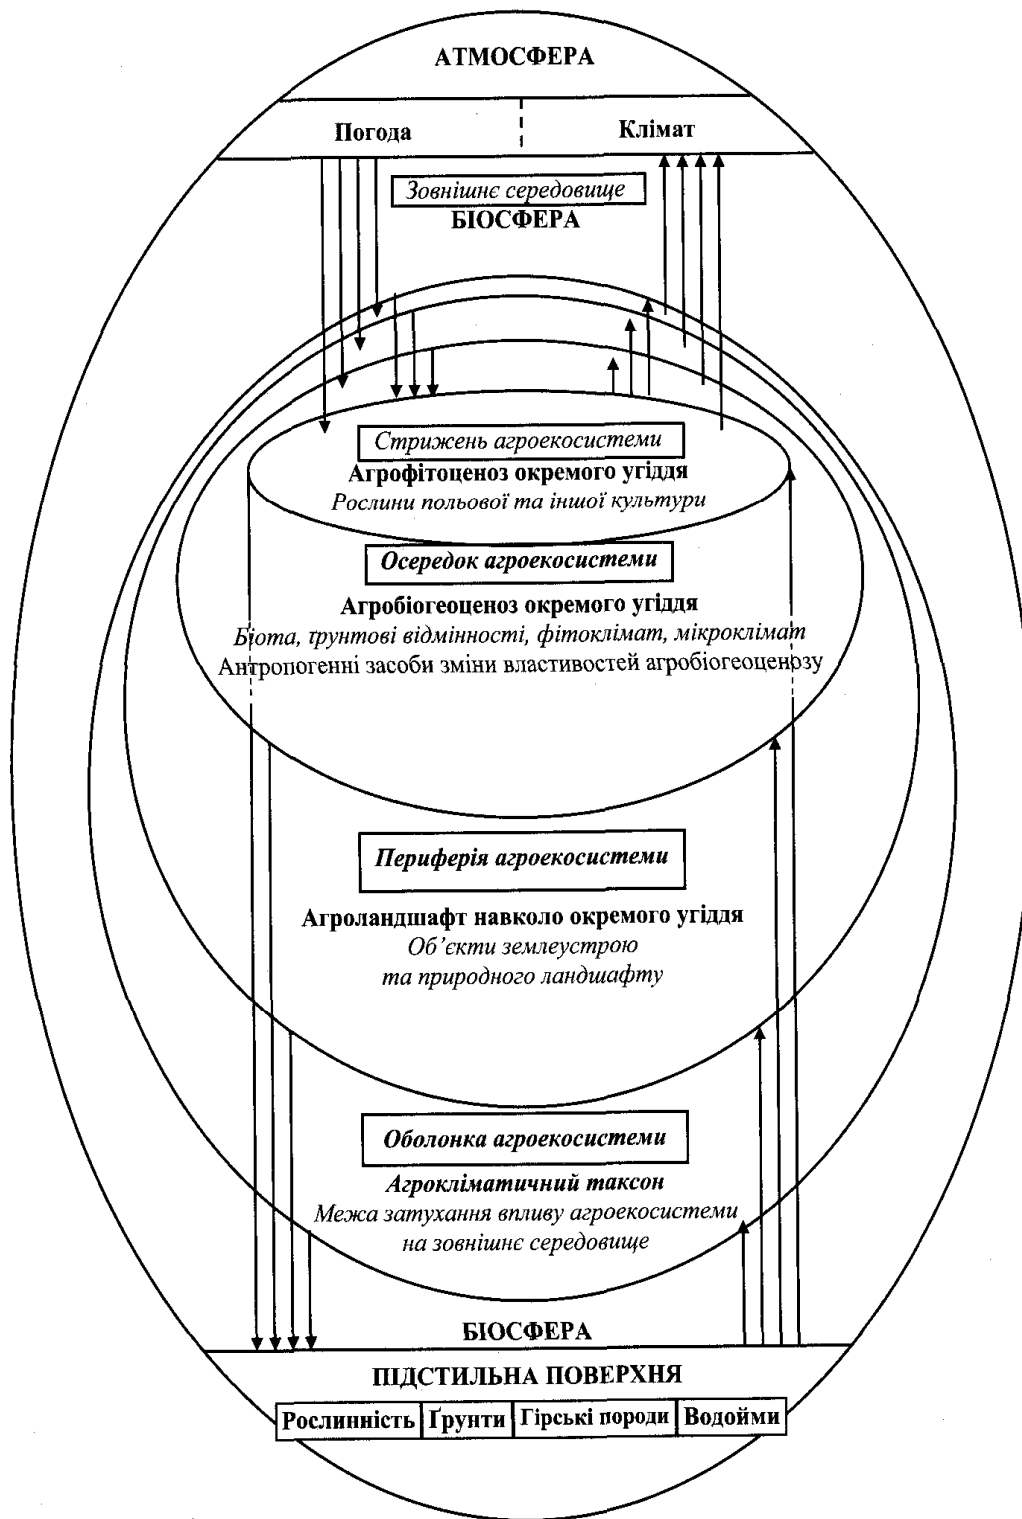 АТМОСФЕРА
Погода Клімат
Зовнішнє середовище
БІОСФЕРА
Стрижень агроекосистеми
Агрофітоценоз окремого угіддя
Рослини польової та іншої культури
Осередок агроекосистеми
Агробіогеоценоз окремого угіддя
Біота, ґрунтові відмінності, фітоклімат, мікроклімат
Антропогенні засоби зміни властивостей агробіогеоценозу
Периферія агроекосистеми
Агроландшафт навколо окремого угіддя
Об’єкти землеустрою
та природного ландшафту
Оболонка агроекосистеми
Агрокліматичний таксон
Межа затухання впливу агроекосистеми
на зовнішнє середовище
БІОСФЕРА
ПІДСТИЛЬНА ПОВЕРХНЯ
Рослинність Ґрунти Гірські породи Водойми